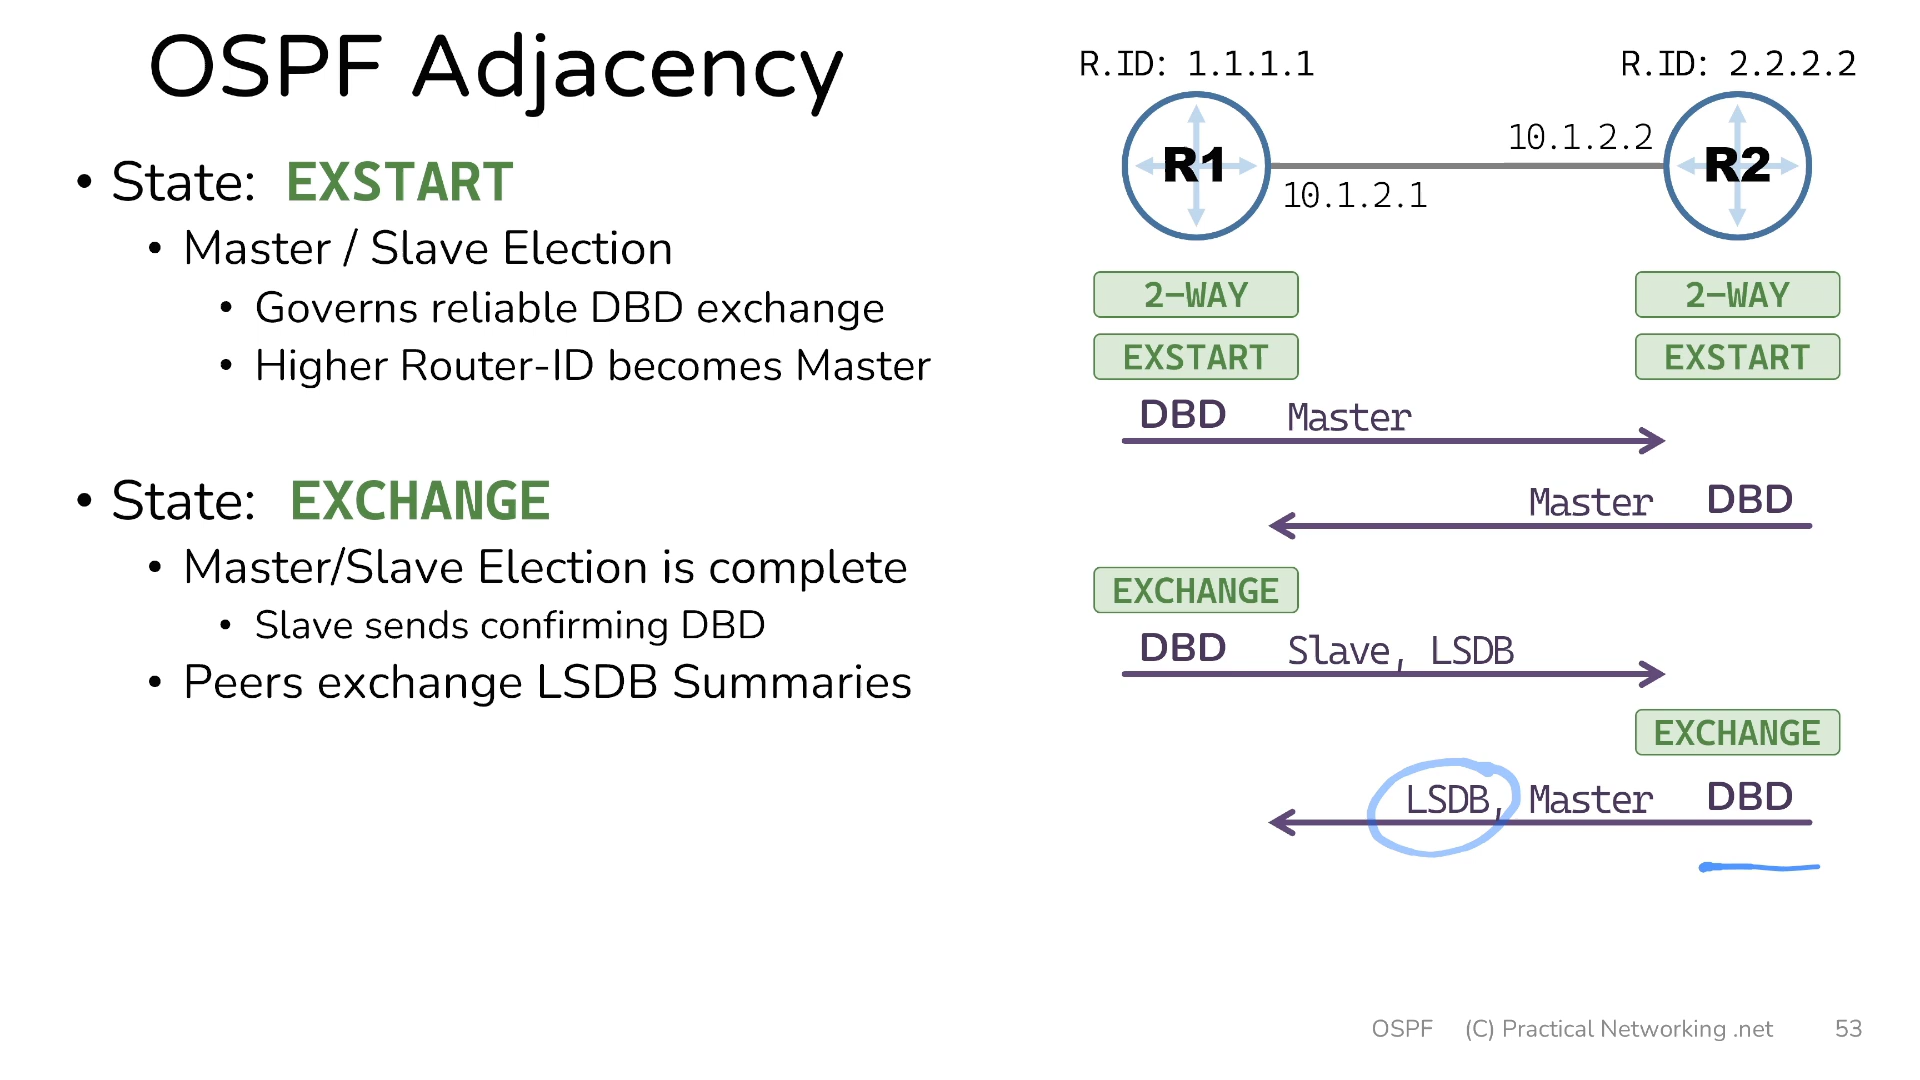 OSPF Adjacency
• State: EXSTART
• Master / Slave Election
• Governs reliable DBD exchange
• Higher Router-ID becomes Master
• State: EXCHANGE
• Master/Slave Election is complete
• Slave sends confirming DBD
• Peers exchange LSDB Summaries
R.ID: 1.1.1.1 R.ID: 2.2.2.2
10.1.2.2
R1 R2
10.1.2.1
2-WAY 2-WAY
EXSTART EXSTART
DBD Master
Master DBD
EXCHANGE
DBD Slave, LSDB
EXCHANGE
LSDB, Master DBD
OSPF (C) Practical Networking .net 53